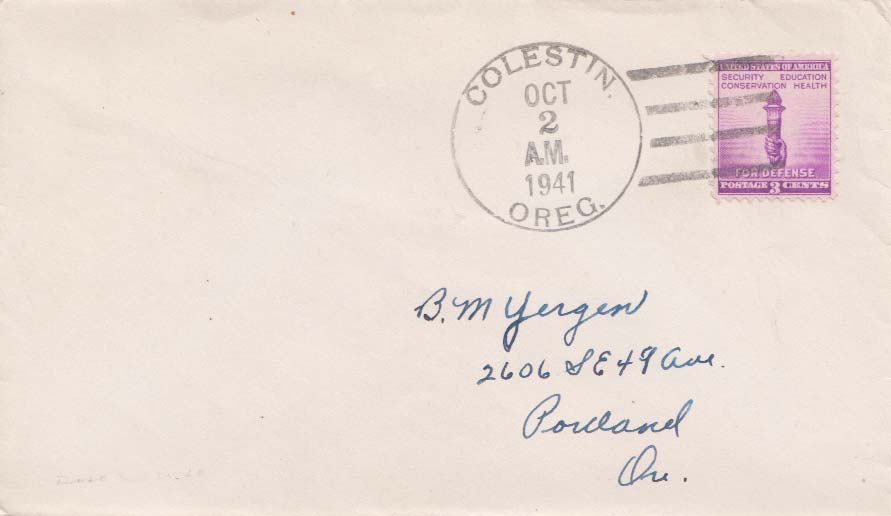 COLESTIN,
OCT
2
A.M.
1941
OREG.
UNITED STATES OF AMERICA
SECURITY EDUCATION
CONSERVATION HEALTH
FOR DEFENSE
POSTAGE 3 CENTS
B. M Yergen
2606 SE 49 Ave.
Portland
Ore.